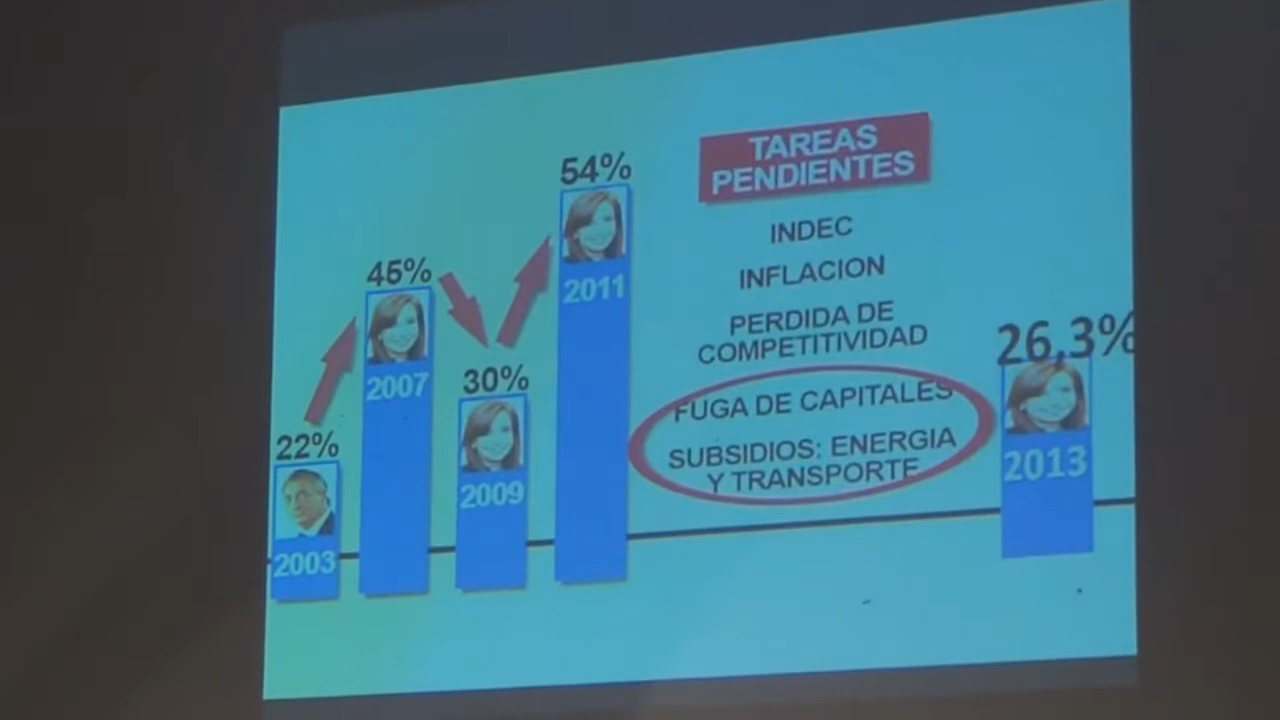 54%
45%
30%
22%
2011
2007
2009
2003
TAREAS
PENDIENTES
INDEC
INFLACION
PERDIDA DE
COMPETITIVIDAD
FUGA DE CAPITALES
SUBSIDIOS: ENERGIA
Y TRANSPORTE
26,3%
2013